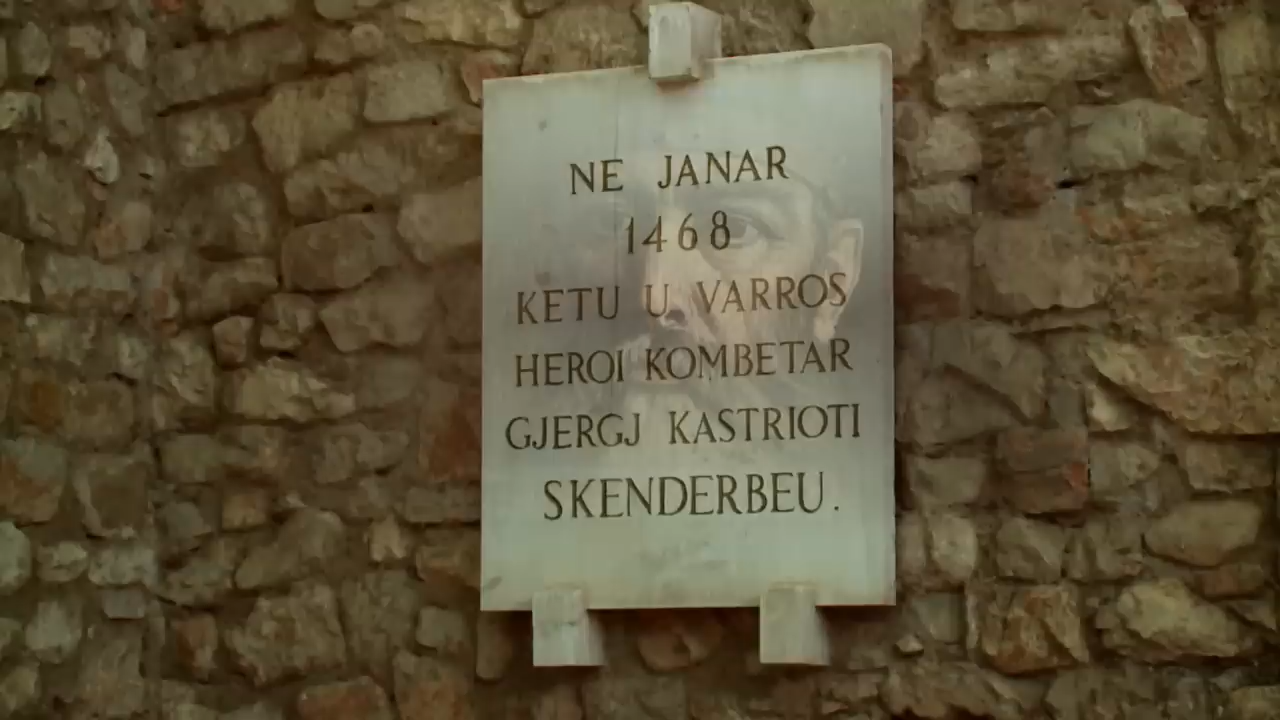 NE JANAR
1468
KETU U VARROS
HEROI KOMBETAR
GJERGJ KASTRIOTI
SKENDERBEU.